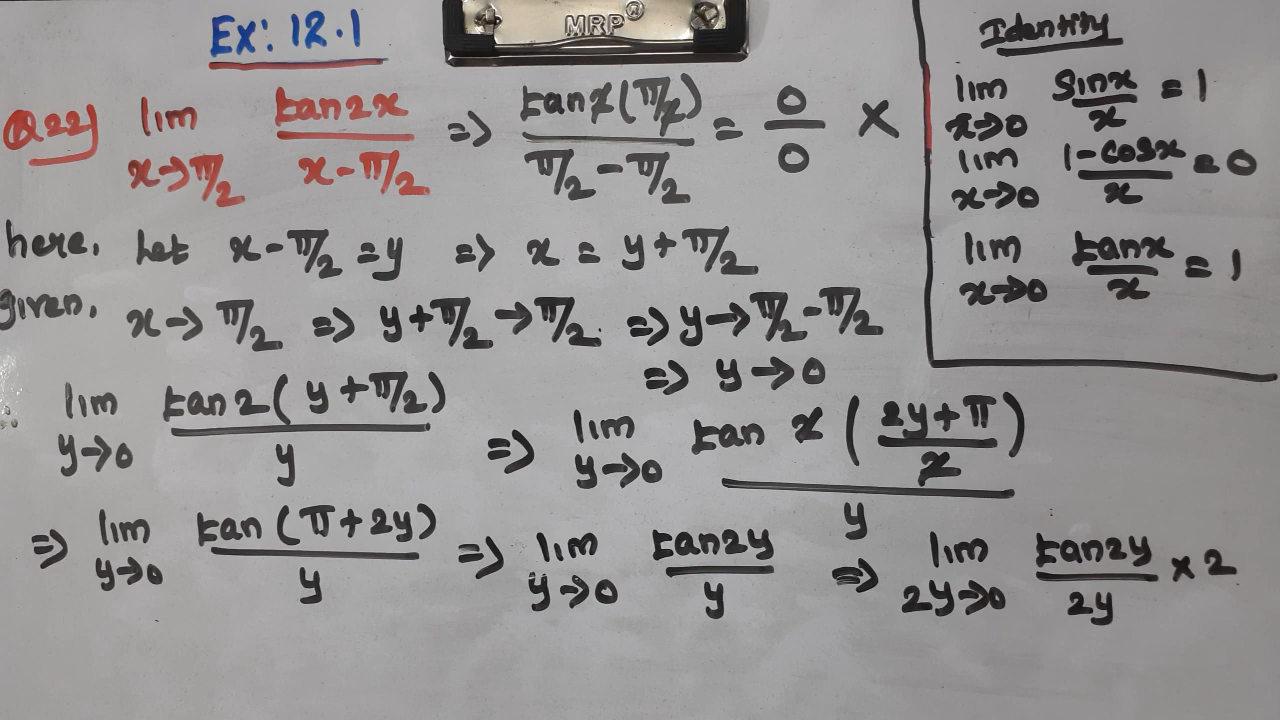 MRP®
Ex: 12.1
Q22) lim x→π/2 tan2x / x-π/2 => tan2(π/2) / π/2-π/2 = 0/0 ×
here, Let x-π/2 = y => x = y+π/2
given, x→π/2 => y+π/2→π/2 => y→π/2-π/2
=> y→0
∴ lim y→0 tan2(y+π/2) / y => lim y→0 tan 2(2y+π / 2) / y
=> lim y→0 tan(π+2y) / y => lim y→0 tan2y / y => lim 2y→0 tan2y / 2y × 2
Identity
lim x→0 Sinx / x = 1
lim x→0 1-cosx / x = 0
lim x→0 tanx / x = 1